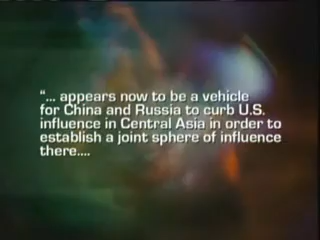 “... appears now to be a vehicle
for China and Russia to curb U.S.
influence in Central Asia in order to
establish a joint sphere of influence
there....